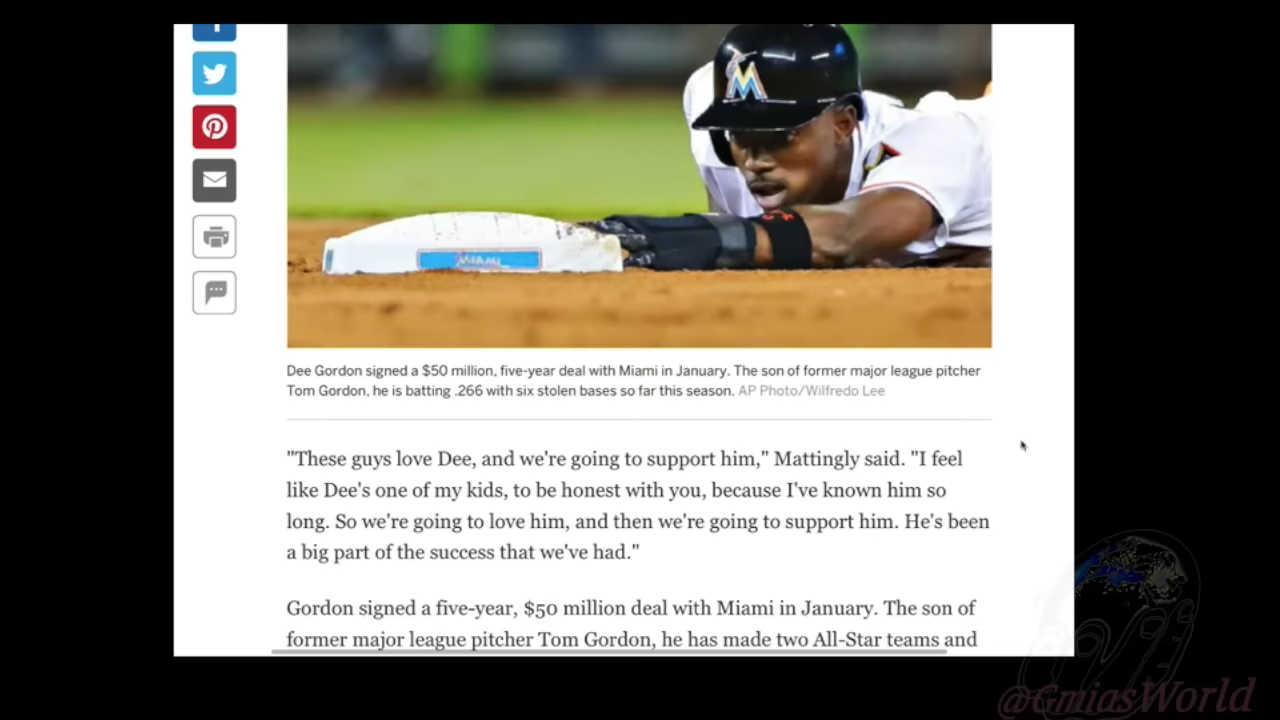 M
MIAMI
Dee Gordon signed a $50 million, five-year deal with Miami in January. The son of former major league pitcher
Tom Gordon, he is batting .266 with six stolen bases so far this season. AP Photo/Wilfredo Lee
"These guys love Dee, and we're going to support him," Mattingly said. "I feel
like Dee's one of my kids, to be honest with you, because I've known him so
long. So we're going to love him, and then we're going to support him. He's been
a big part of the success that we've had."
Gordon signed a five-year, $50 million deal with Miami in January. The son of
former major league pitcher Tom Gordon, he has made two All-Star teams and
@GmiasWorld